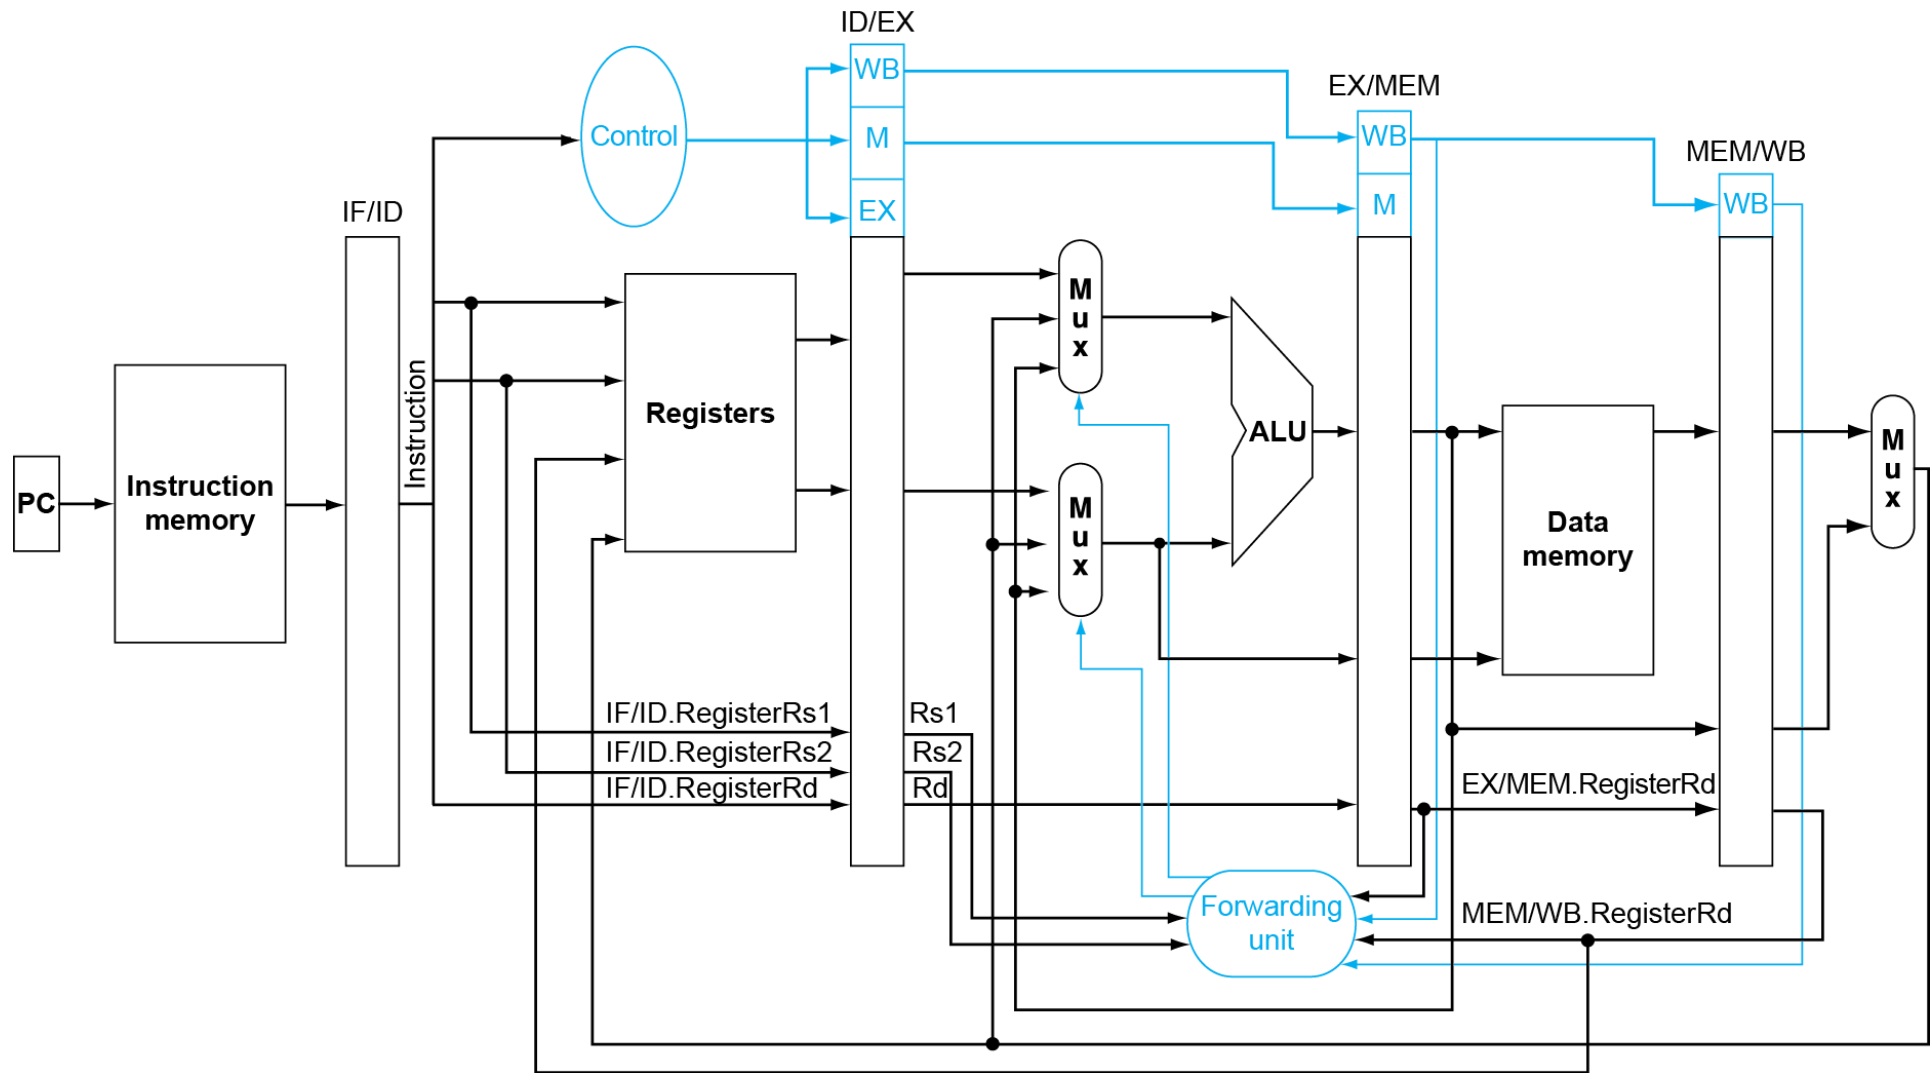 ID/EX
WB
EX/MEM
Control
M
WB
MEM/WB
IF/ID
EX
M
WB
M
u
x
Instruction
Registers
ALU
M
u
x
PC
Instruction
memory
M
u
x
Data
memory
IF/ID.RegisterRs1
Rs1
IF/ID.RegisterRs2
Rs2
IF/ID.RegisterRd
Rd
EX/MEM.RegisterRd
Forwarding
unit
MEM/WB.RegisterRd